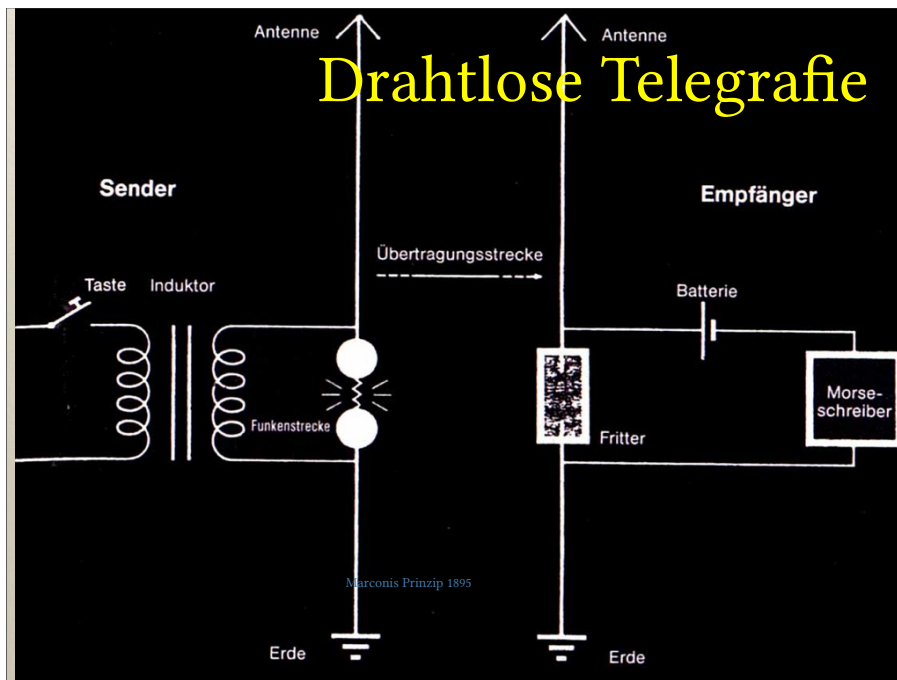 Antenne
Antenne
Drahtlose Telegrafie
Sender
Empfänger
Übertragungsstrecke
Taste
Induktor
Batterie
Funkenstrecke
Morse-
schreiber
Fritter
Marconis Prinzip 1895
Erde
Erde